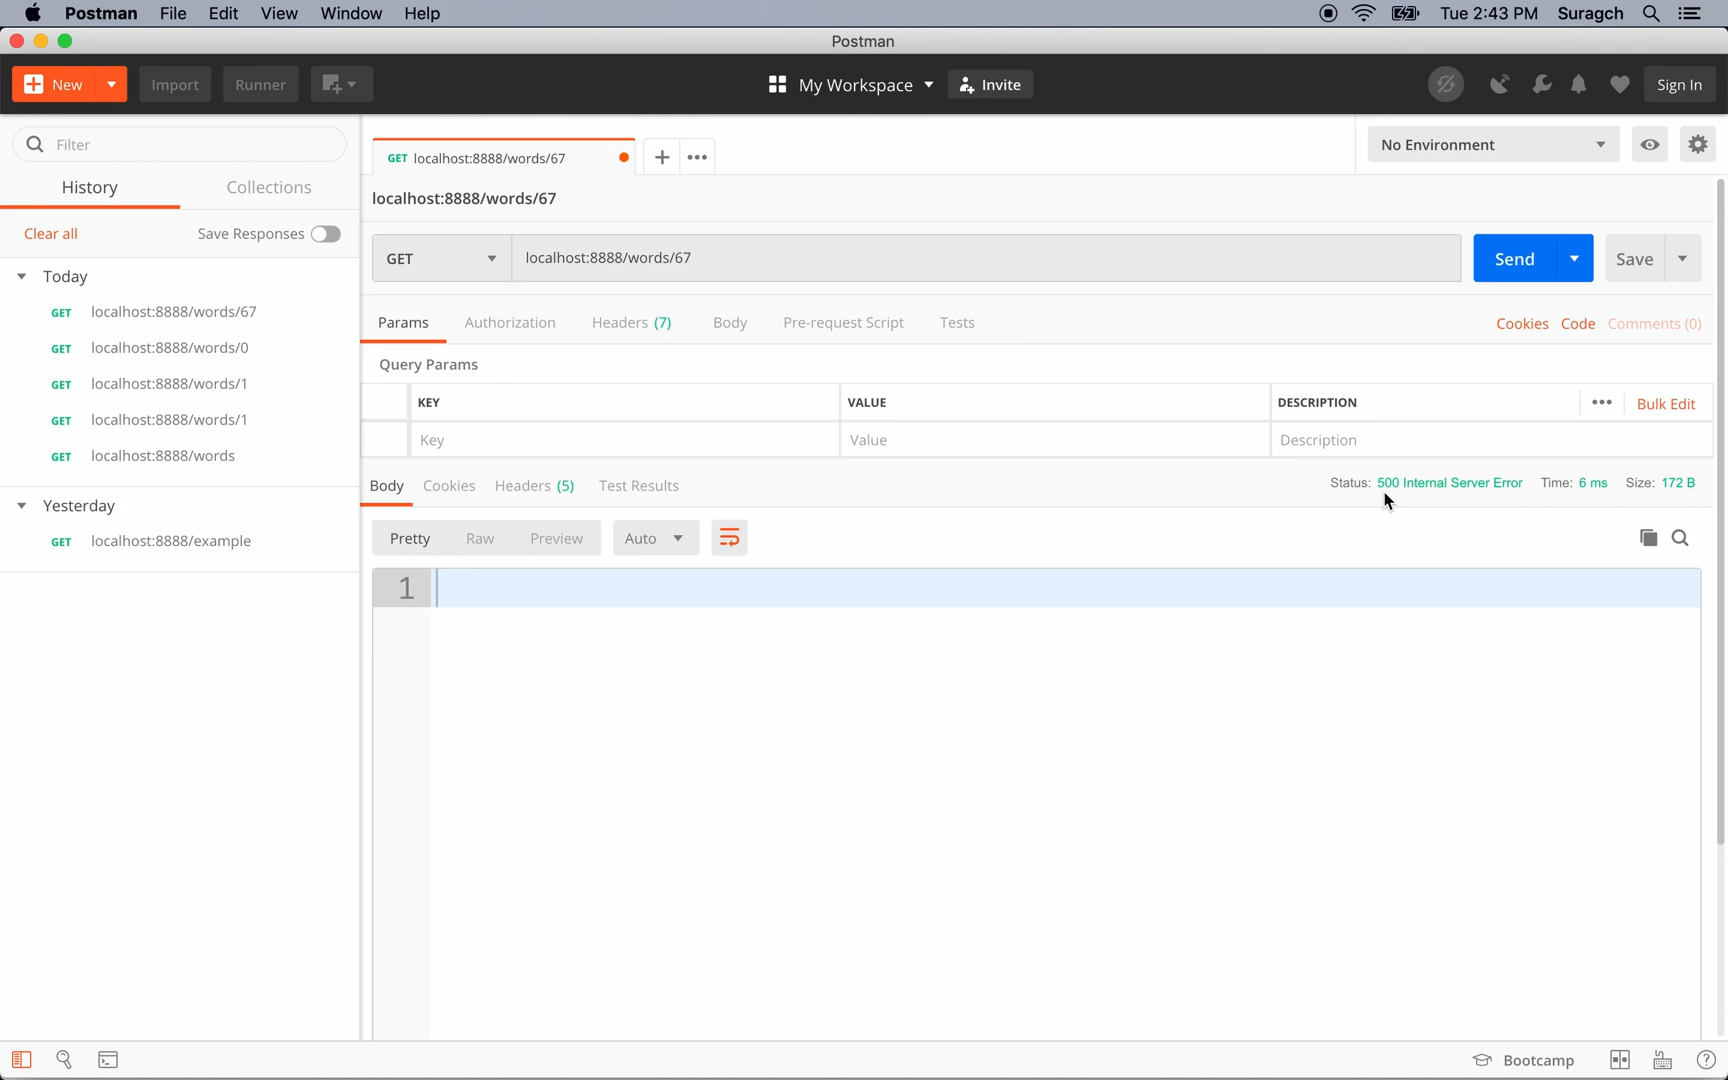 Postman File Edit View Window Help Tue 2:43 PM Suragch
Postman
New Import Runner My Workspace Invite Sign In
Filter
History Collections
Clear all Save Responses
Today
GET localhost:8888/words/67
GET localhost:8888/words/0
GET localhost:8888/words/1
GET localhost:8888/words/1
GET localhost:8888/words
Yesterday
GET localhost:8888/example
GET localhost:8888/words/67
No Environment
localhost:8888/words/67
GET localhost:8888/words/67 Send Save
Params Authorization Headers (7) Body Pre-request Script Tests Cookies Code Comments (0)
Query Params
KEY VALUE DESCRIPTION Bulk Edit
Key Value Description
Body Cookies Headers (5) Test Results Status: 500 Internal Server Error Time: 6 ms Size: 172 B
Pretty Raw Preview Auto
1
Bootcamp